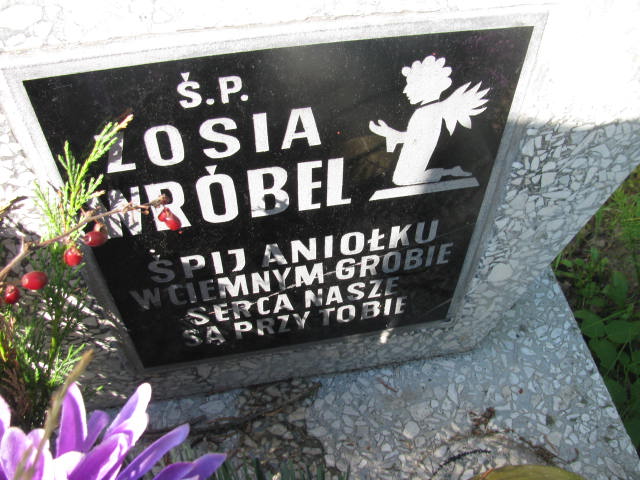 Ś.P.
ZOSIA
WRÓBEL
ŚPIJ ANIOŁKU
W CIEMNYM GROBIE
SERCA NASZE
SĄ PRZY TOBIE